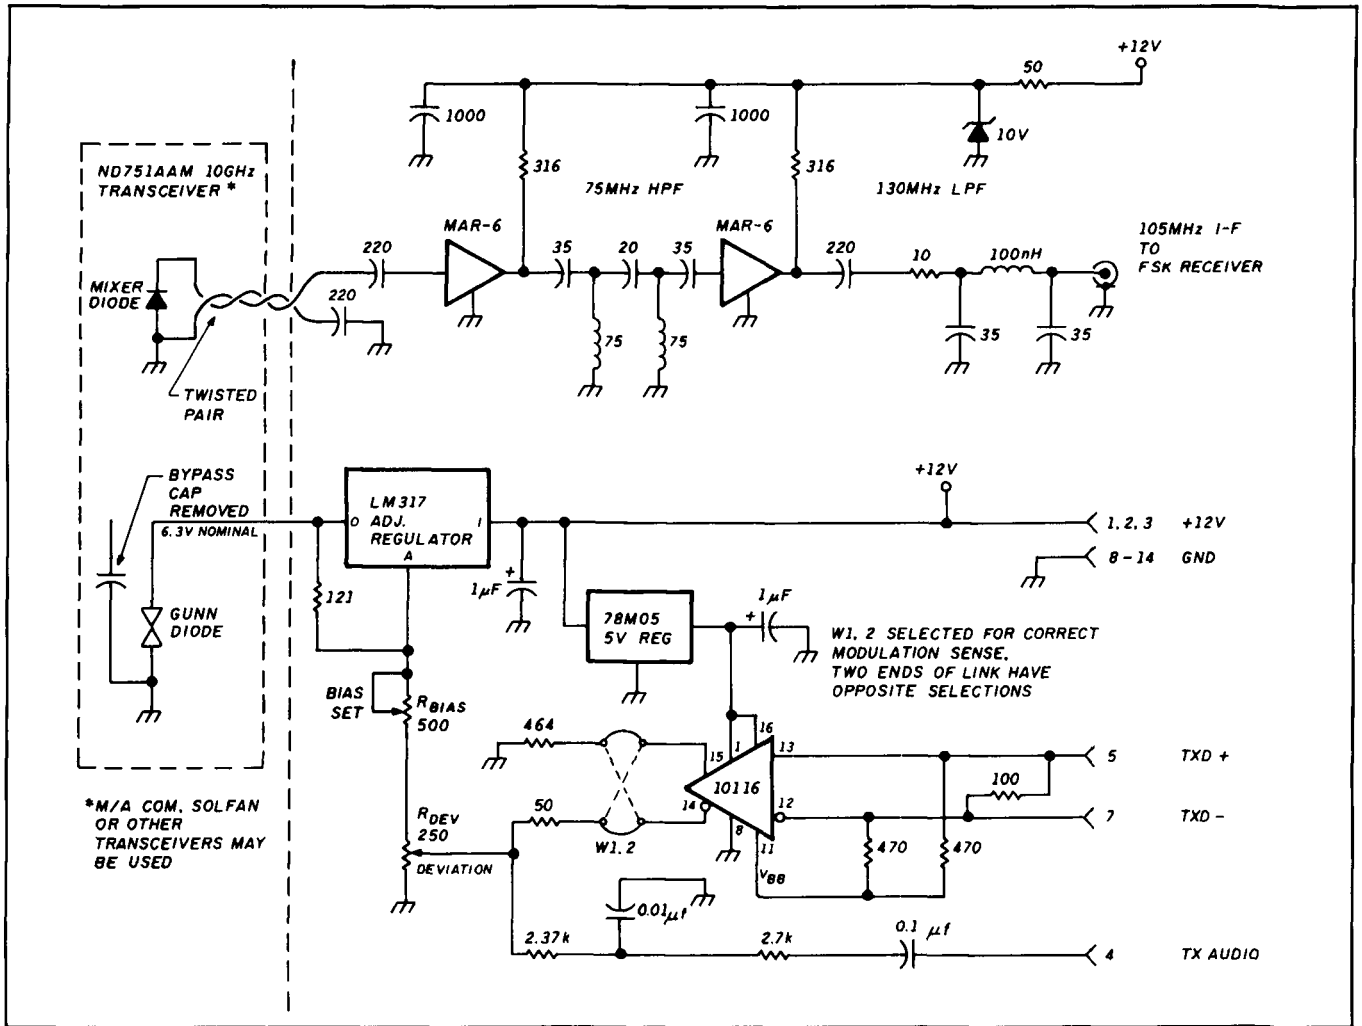 +12V
50
1000
1000
10V
ND751AAM 10GHz
TRANSCEIVER *
316
316
75MHz HPF
130MHz LPF
MAR-6
MAR-6
105MHz I-F
TO
FSK RECEIVER
220
35
20
35
220
10
100nH
MIXER
DIODE
220
75
75
35
35
TWISTED
PAIR
BYPASS
CAP
REMOVED
6.3V NOMINAL
+12V
LM317
ADJ.
REGULATOR
O
I
A
1,2,3 +12V
8-14 GND
+
1µF
121
GUNN
DIODE
78M05
5V REG
1µF
+
W1, 2 SELECTED FOR CORRECT
MODULATION SENSE.
TWO ENDS OF LINK HAVE
OPPOSITE SELECTIONS
BIAS
SET
RBIAS
500
464
15
1
16
13
5 TXD +
10116
100
14
12
7 TXD -
50
8
11
470
470
W1, 2
VBB
*M/A COM, SOLFAN
OR OTHER
TRANSCEIVERS MAY
BE USED
RDEV
250
DEVIATION
0.01µf
2.37k
2.7k
0.1 µf
4 TX AUDIO